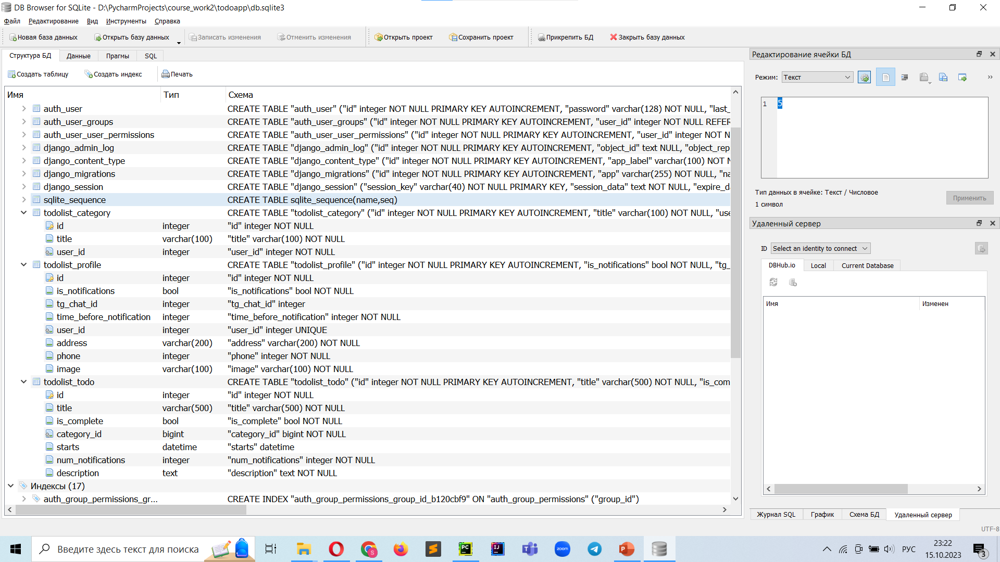 DB Browser for SQLite - D:\PycharmProjects\course_work2\todoapp\db.sqlite3
Файл Редактирование Вид Инструменты Справка
Новая база данных Открыть базу данных Записать изменения Отменить изменения Открыть проект Сохранить проект Прикрепить БД Закрыть базу данных
Структура БД Данные Прагмы SQL
Создать таблицу Создать индекс Печать
Имя Тип Схема
auth_user CREATE TABLE "auth_user" ("id" integer NOT NULL PRIMARY KEY AUTOINCREMENT, "password" varchar(128) NOT NULL, "last_
auth_user_groups CREATE TABLE "auth_user_groups" ("id" integer NOT NULL PRIMARY KEY AUTOINCREMENT, "user_id" integer NOT NULL REFER
auth_user_user_permissions CREATE TABLE "auth_user_user_permissions" ("id" integer NOT NULL PRIMARY KEY AUTOINCREMENT, "user_id" integer NOT N
django_admin_log CREATE TABLE "django_admin_log" ("id" integer NOT NULL PRIMARY KEY AUTOINCREMENT, "object_id" text NULL, "object_rep
django_content_type CREATE TABLE "django_content_type" ("id" integer NOT NULL PRIMARY KEY AUTOINCREMENT, "app_label" varchar(100) NOT N
django_migrations CREATE TABLE "django_migrations" ("id" integer NOT NULL PRIMARY KEY AUTOINCREMENT, "app" varchar(255) NOT NULL, "na
django_session CREATE TABLE "django_session" ("session_key" varchar(40) NOT NULL PRIMARY KEY, "session_data" text NOT NULL, "expire_da
sqlite_sequence CREATE TABLE sqlite_sequence(name,seq)
todolist_category CREATE TABLE "todolist_category" ("id" integer NOT NULL PRIMARY KEY AUTOINCREMENT, "title" varchar(100) NOT NULL, "use
id integer "id" integer NOT NULL
title varchar(100) "title" varchar(100) NOT NULL
user_id integer "user_id" integer NOT NULL
todolist_profile CREATE TABLE "todolist_profile" ("id" integer NOT NULL PRIMARY KEY AUTOINCREMENT, "is_notifications" bool NOT NULL, "tg_
id integer "id" integer NOT NULL
is_notifications bool "is_notifications" bool NOT NULL
tg_chat_id integer "tg_chat_id" integer
time_before_notification integer "time_before_notification" integer NOT NULL
user_id integer "user_id" integer UNIQUE
address varchar(200) "address" varchar(200) NOT NULL
phone integer "phone" integer NOT NULL
image varchar(100) "image" varchar(100) NOT NULL
todolist_todo CREATE TABLE "todolist_todo" ("id" integer NOT NULL PRIMARY KEY AUTOINCREMENT, "title" varchar(500) NOT NULL, "is_com
id integer "id" integer NOT NULL
title varchar(500) "title" varchar(500) NOT NULL
is_complete bool "is_complete" bool NOT NULL
category_id bigint "category_id" bigint NOT NULL
starts datetime "starts" datetime
num_notifications integer "num_notifications" integer NOT NULL
description text "description" text NOT NULL
Индексы (17)
auth_group_permissions_gr... CREATE INDEX "auth_group_permissions_group_id_b120cbf9" ON "auth_group_permissions" ("group_id")
Редактирование ячейки БД
Режим: Текст
1 5
Тип данных в ячейке: Текст / Числовое
1 символ
Применить
Удаленный сервер
ID Select an identity to connect
DBHub.io Local Current Database
Имя Изменен
Журнал SQL График Схема БД Удаленный сервер
UTF-8
Введите здесь текст для поиска
S PC IJ zoom P
РУС
23:22
15.10.2023
3